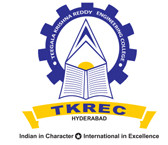 TEEGALA KRISHNA REDDY ENGINEERING COLLEGE
TKREC
HYDERABAD
Indian in Character ✪ International in Excellence